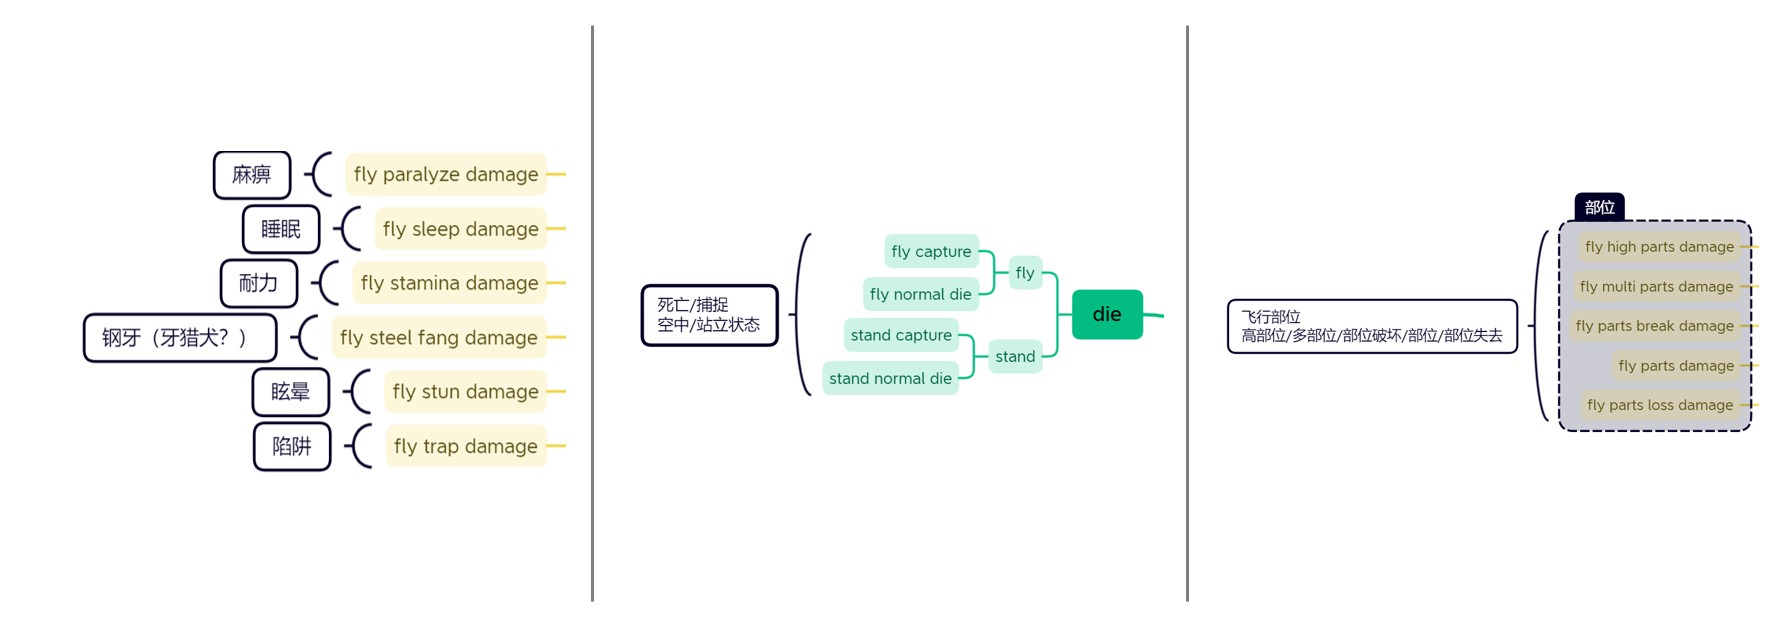 麻痹
fly paralyze damage
睡眠
fly sleep damage
耐力
fly stamina damage
钢牙（牙猎犬？）
fly steel fang damage
眩晕
fly stun damage
陷阱
fly trap damage
死亡/捕捉
空中/站立状态
fly capture
fly normal die
fly
stand capture
stand normal die
stand
die
飞行部位
高部位/多部位/部位破坏/部位/部位失去
部位
fly high parts damage
fly multi parts damage
fly parts break damage
fly parts damage
fly parts loss damage